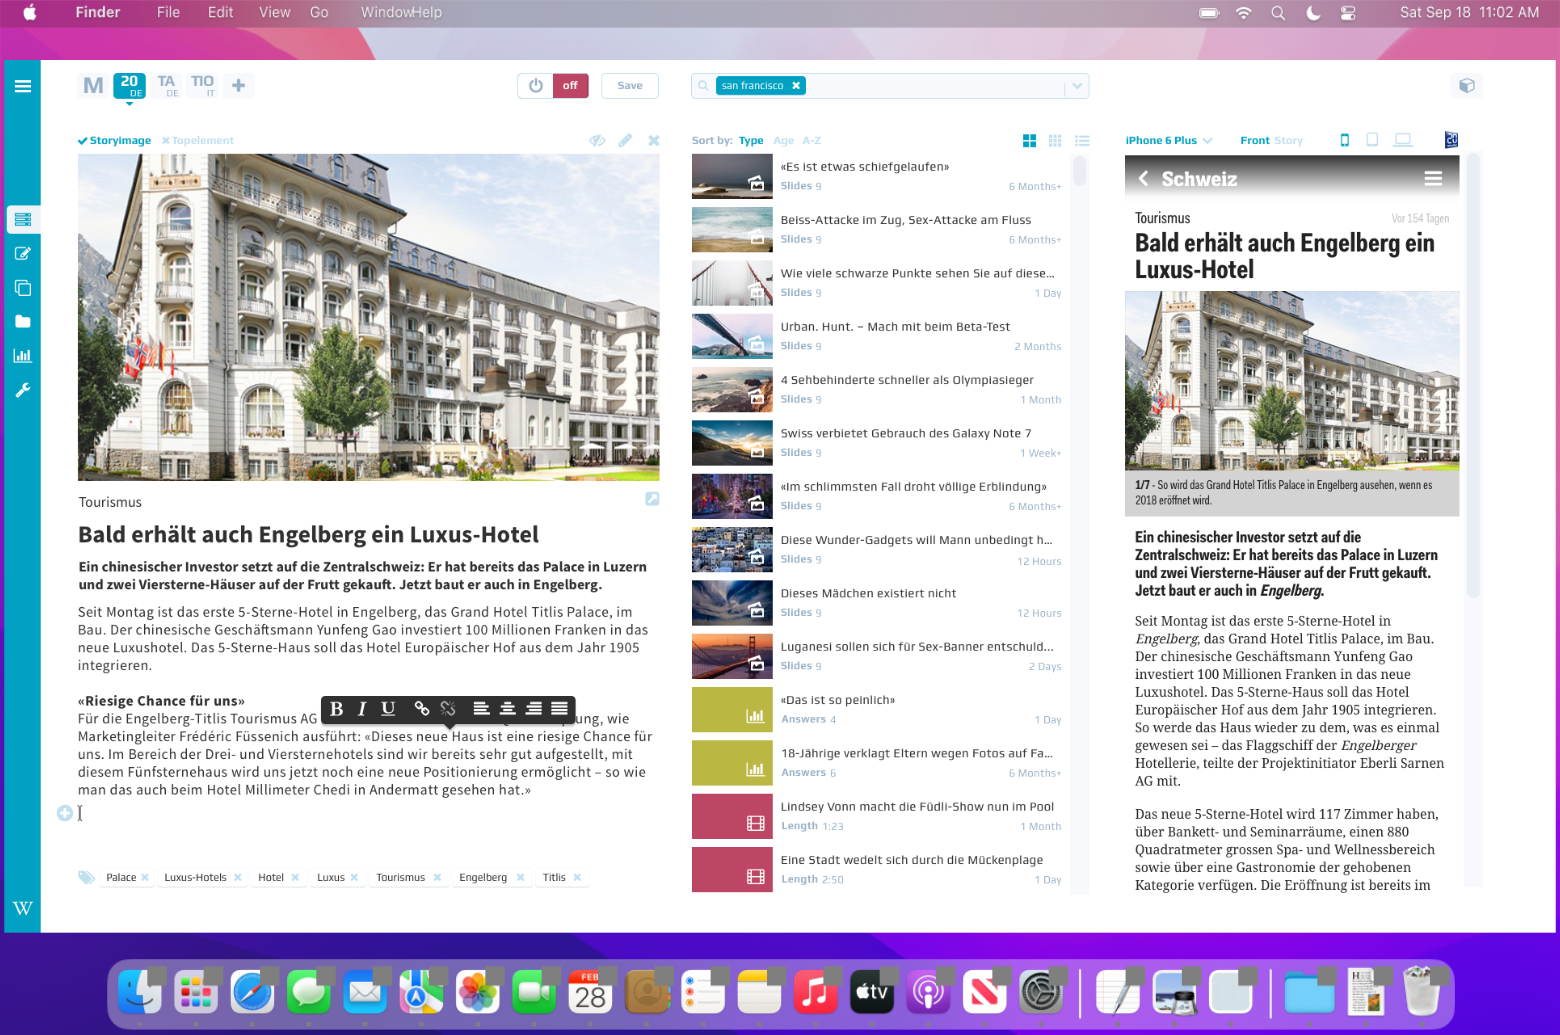 Finder File Edit View Go Window Help Sat Sep 18 11:02 AM
M 20 DE TA DE TIO IT
off Save
san francisco
Storyimage Topelement
Tourismus
Bald erhält auch Engelberg ein Luxus-Hotel
Ein chinesischer Investor setzt auf die Zentralschweiz: Er hat bereits das Palace in Luzern
und zwei Viersterne-Häuser auf der Frutt gekauft. Jetzt baut er auch in Engelberg.
Seit Montag ist das erste 5-Sterne-Hotel in Engelberg, das Grand Hotel Titlis Palace, im
Bau. Der chinesische Geschäftsmann Yunfeng Gao investiert 100 Millionen Franken in das
neue Luxushotel. Das 5-Sterne-Haus soll das Hotel Europäischer Hof aus dem Jahr 1905
integrieren.
«Riesige Chance für uns»
B I U
Für die Engelberg-Titlis Tourismus AG wie
Marketingleiter Frédéric Füssenich ausführt: «Dieses neue Haus ist eine riesige Chance für
uns. Im Bereich der Drei- und Viersternehotels sind wir bereits sehr gut aufgestellt, mit
diesem Fünfsternehaus wird uns jetzt noch eine neue Positionierung ermöglicht – so wie
man das auch beim Hotel Millimeter Chedi in Andermatt gesehen hat.»
Palace Luxus-Hotels Hotel Luxus Tourismus Engelberg Titlis
W
Sort by: Type Age A-Z
«Es ist etwas schiefgelaufen»
Slides 9 6 Months+
Beiss-Attacke im Zug, Sex-Attacke am Fluss
Slides 9 6 Months+
Wie viele schwarze Punkte sehen Sie auf diese...
Slides 9 1 Day
Urban. Hunt. – Mach mit beim Beta-Test
Slides 9 2 Months
4 Sehbehinderte schneller als Olympiasieger
Slides 9 1 Month
Swiss verbietet Gebrauch des Galaxy Note 7
Slides 9 1 Week+
«Im schlimmsten Fall droht völlige Erblindung»
Slides 9 6 Months+
Diese Wunder-Gadgets will Mann unbedingt h...
Slides 9 12 Hours
Dieses Mädchen existiert nicht
Slides 9 12 Hours
Luganesi sollen sich für Sex-Banner entschuld...
Slides 9 2 Days
«Das ist so peinlich»
Answers 4 1 Day
18-Jährige verklagt Eltern wegen Fotos auf Fa...
Answers 6 6 Months+
Lindsey Vonn macht die Füdli-Show nun im Pool
Length 1:23 1 Month
Eine Stadt wedelt sich durch die Mückenplage
Length 2:50 1 Day
iPhone 6 Plus Front Story 20
Schweiz
Tourismus Vor 154 Tagen
Bald erhält auch Engelberg ein
Luxus-Hotel
1/7 - So wird das Grand Hotel Titlis Palace in Engelberg ausehen, wenn es
2018 eröffnet wird.
Ein chinesischer Investor setzt auf die
Zentralschweiz: Er hat bereits das Palace in Luzern
und zwei Viersterne-Häuser auf der Frutt gekauft.
Jetzt baut er auch in Engelberg.
Seit Montag ist das erste 5-Sterne-Hotel in
Engelberg, das Grand Hotel Titlis Palace, im Bau.
Der chinesische Geschäftsmann Yunfeng Gao
investiert 100 Millionen Franken in das neue
Luxushotel. Das 5-Sterne-Haus soll das Hotel
Europäischer Hof aus dem Jahr 1905 integrieren.
So werde das Haus wieder zu dem, was es einmal
gewesen sei – das Flaggschiff der Engelberger
Hotellerie, teilte der Projektinitiator Eberli Sarnen
AG mit.
Das neue 5-Sterne-Hotel wird 117 Zimmer haben,
über Bankett- und Seminarräume, einen 880
Quadratmeter grossen Spa- und Wellnessbereich
sowie über eine Gastronomie der gehobenen
Kategorie verfügen. Die Eröffnung ist bereits im
FEB
28
tv